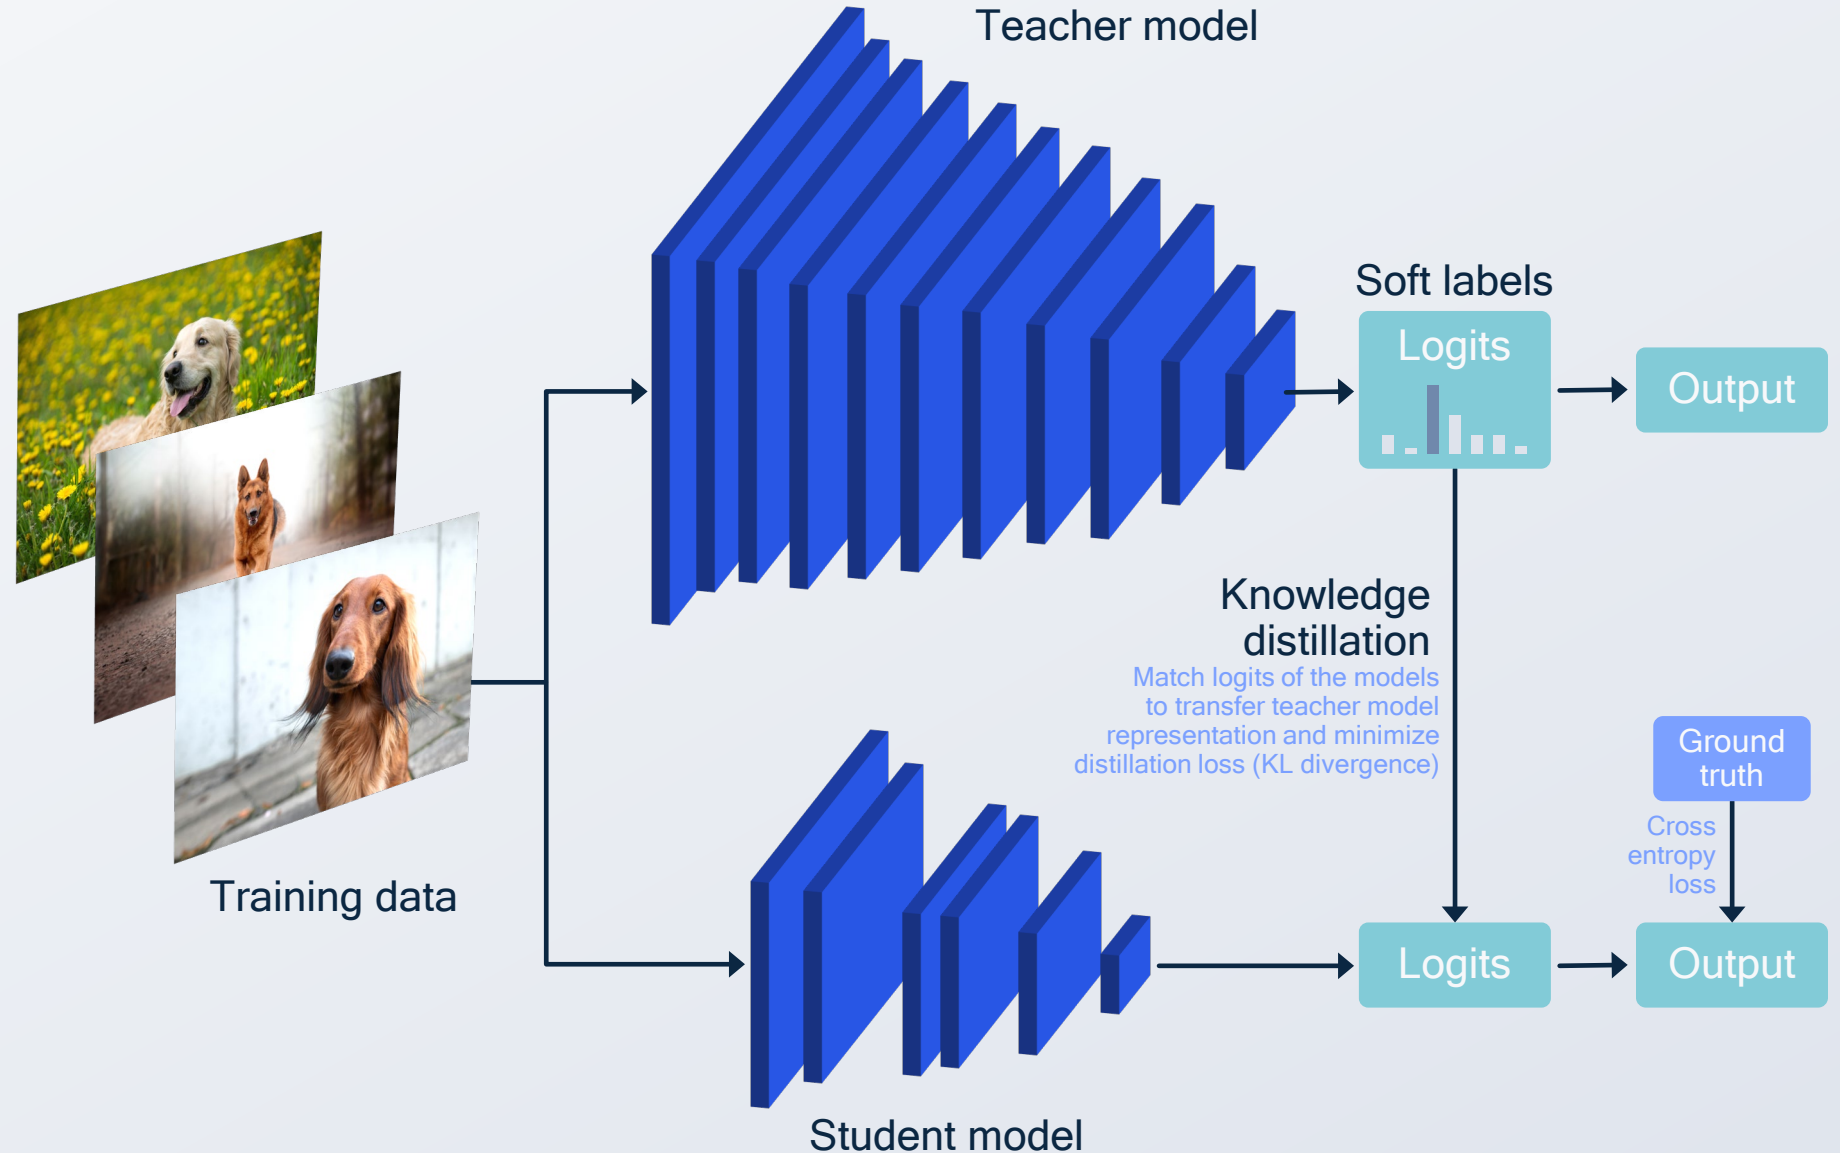 Teacher model
Soft labels
Logits
Output
Knowledge
distillation
Match logits of the models
to transfer teacher model
representation and minimize
distillation loss (KL divergence)
Ground
truth
Cross
entropy
loss
Training data
Logits
Output
Student model